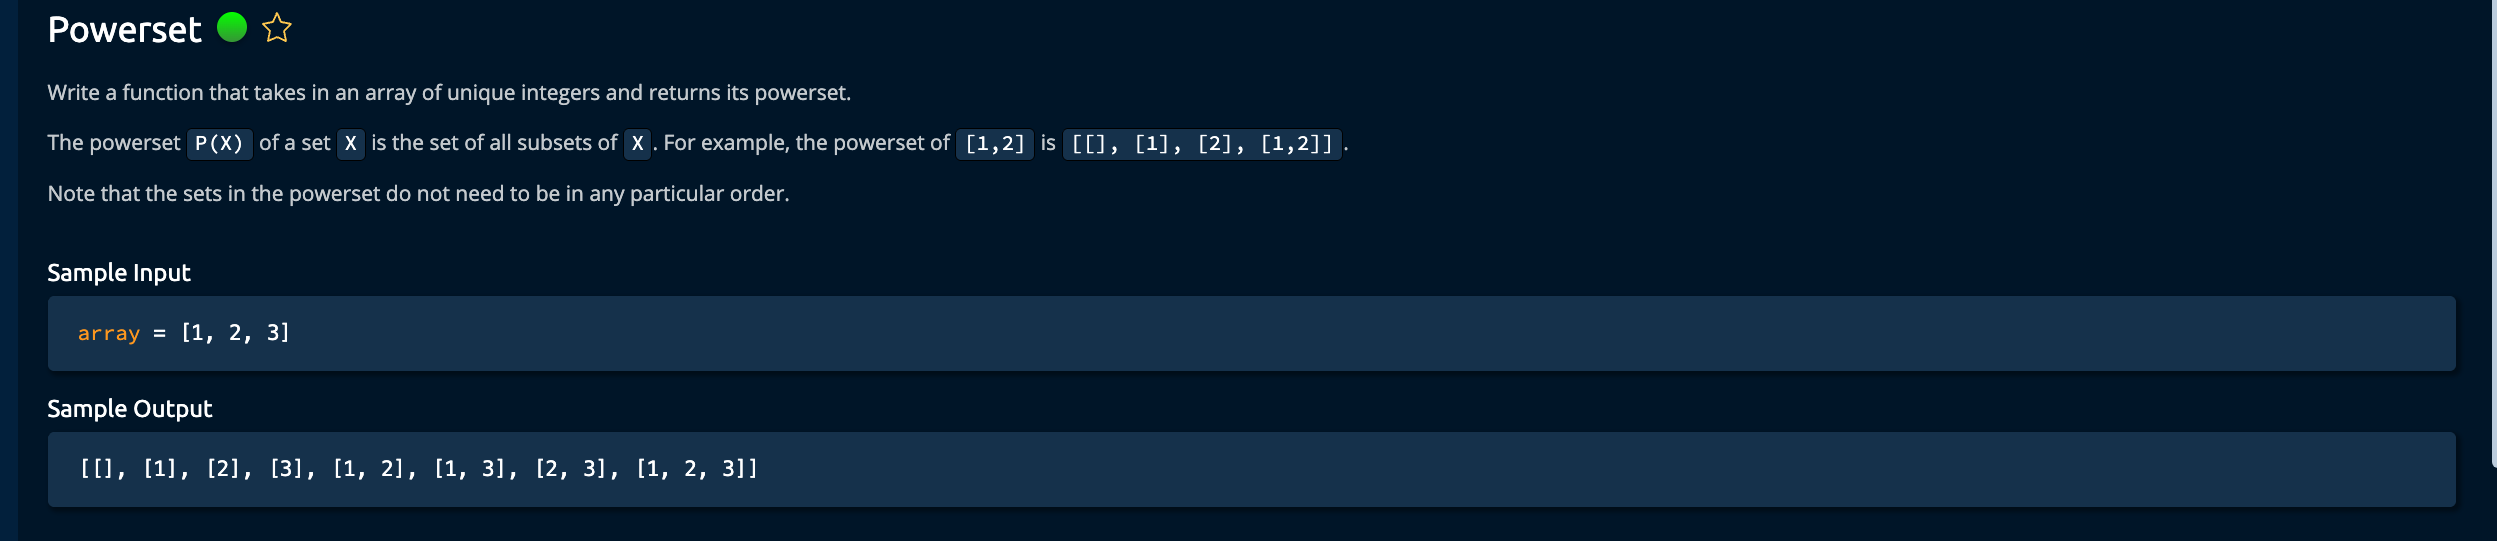 Powerset
Write a function that takes in an array of unique integers and returns its powerset.
The powerset P(X) of a set X is the set of all subsets of X. For example, the powerset of [1,2] is [[], [1], [2], [1,2]].
Note that the sets in the powerset do not need to be in any particular order.
Sample Input
array = [1, 2, 3]
Sample Output
[[], [1], [2], [3], [1, 2], [1, 3], [2, 3], [1, 2, 3]]